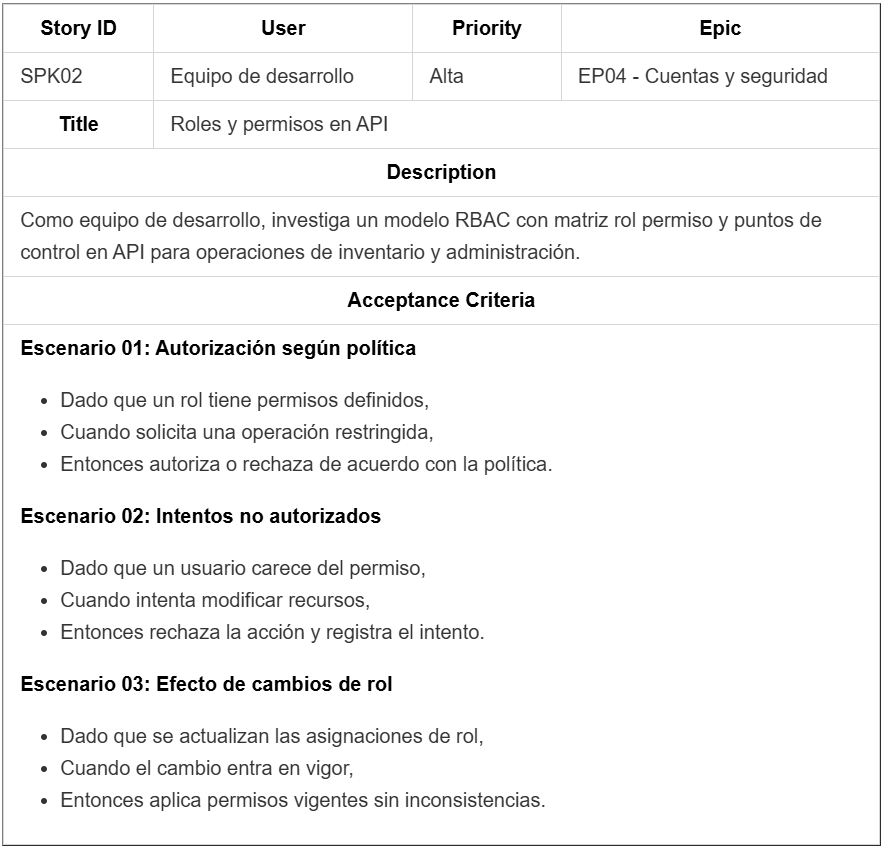 Story ID User Priority Epic
SPK02 Equipo de desarrollo Alta EP04 - Cuentas y seguridad
Title Roles y permisos en API
Description
Como equipo de desarrollo, investiga un modelo RBAC con matriz rol permiso y puntos de
control en API para operaciones de inventario y administración.
Acceptance Criteria
Escenario 01: Autorización según política
• Dado que un rol tiene permisos definidos,
• Cuando solicita una operación restringida,
• Entonces autoriza o rechaza de acuerdo con la política.
Escenario 02: Intentos no autorizados
• Dado que un usuario carece del permiso,
• Cuando intenta modificar recursos,
• Entonces rechaza la acción y registra el intento.
Escenario 03: Efecto de cambios de rol
• Dado que se actualizan las asignaciones de rol,
• Cuando el cambio entra en vigor,
• Entonces aplica permisos vigentes sin inconsistencias.